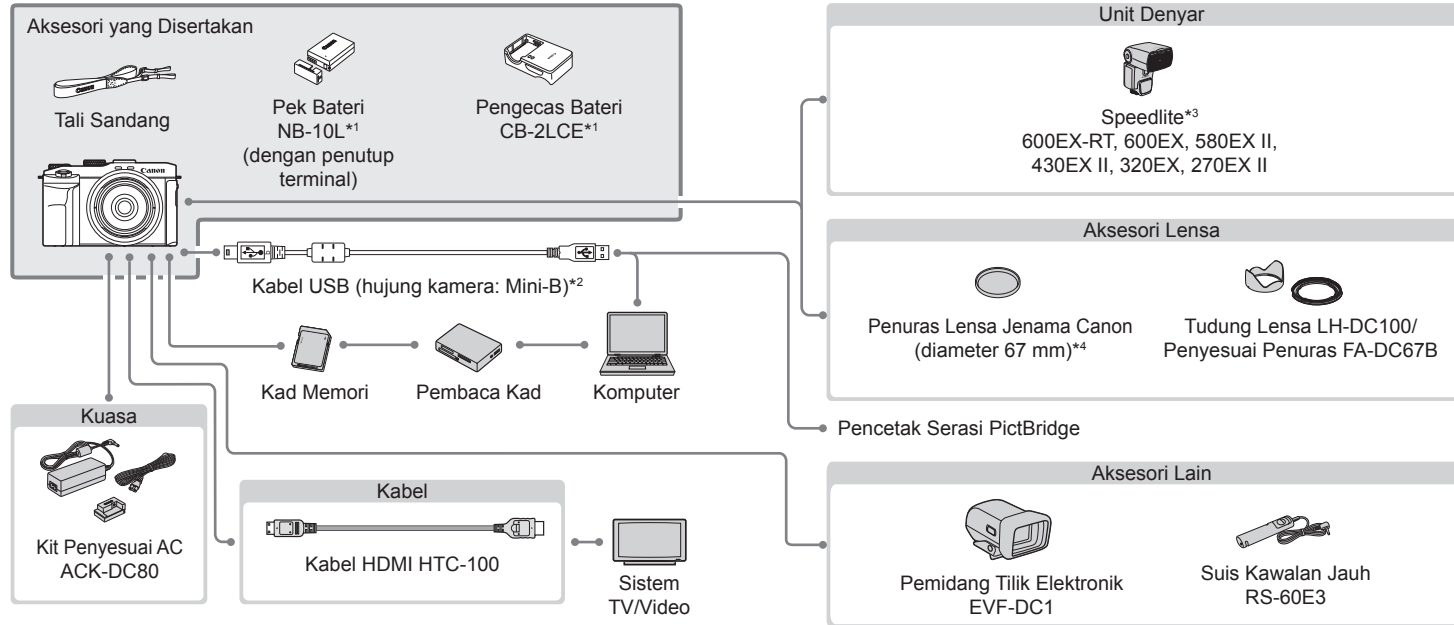 Aksesori yang Disertakan
Tali Sandang
Pek Bateri
NB-10L*1
(dengan penutup
terminal)
Pengecas Bateri
CB-2LCE*1
Canon
Canon
Kabel USB (hujung kamera: Mini-B)*2
Kad Memori
Pembaca Kad
Komputer
Kuasa
Kit Penyesuai AC
ACK-DC80
Kabel
Kabel HDMI HTC-100
Sistem
TV/Video
Unit Denyar
Speedlite*3
600EX-RT, 600EX, 580EX II,
430EX II, 320EX, 270EX II
Aksesori Lensa
Penuras Lensa Jenama Canon
(diameter 67 mm)*4
Tudung Lensa LH-DC100/
Penyesuai Penuras FA-DC67B
Pencetak Serasi PictBridge
Aksesori Lain
Pemidang Tilik Elektronik
EVF-DC1
Suis Kawalan Jauh
RS-60E3